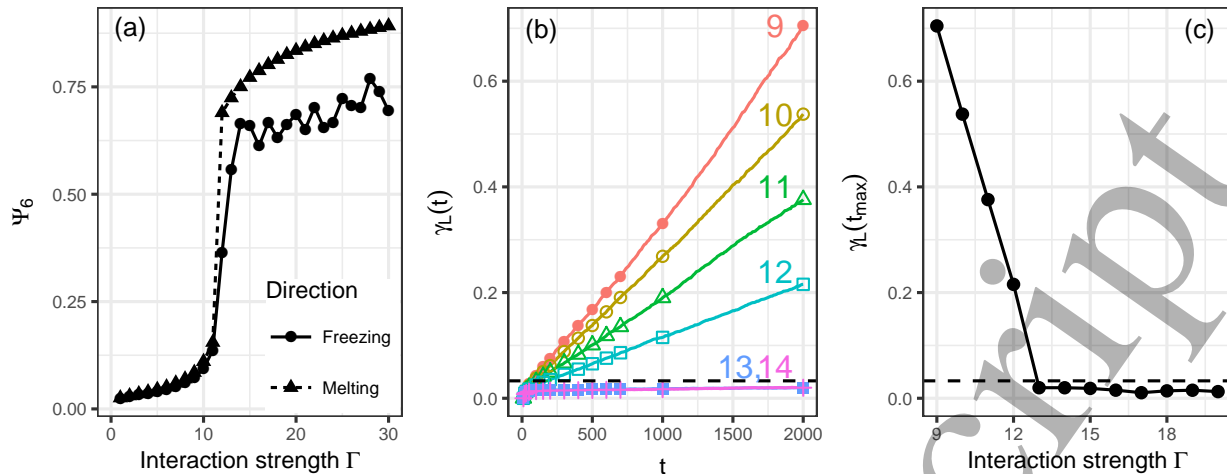 (a)
Ψ6
0.75
0.50
0.25
0.00
0 10 20 30
Interaction strength Γ
Direction
Freezing
Melting
(b)
γL(t)
0.6
0.4
0.2
0.0
0 500 1000 1500 2000
t
9
10
11
12
13,14
(c)
γL(tmax)
0.6
0.4
0.2
0.0
9 12 15 18
Interaction strength Γ
cript